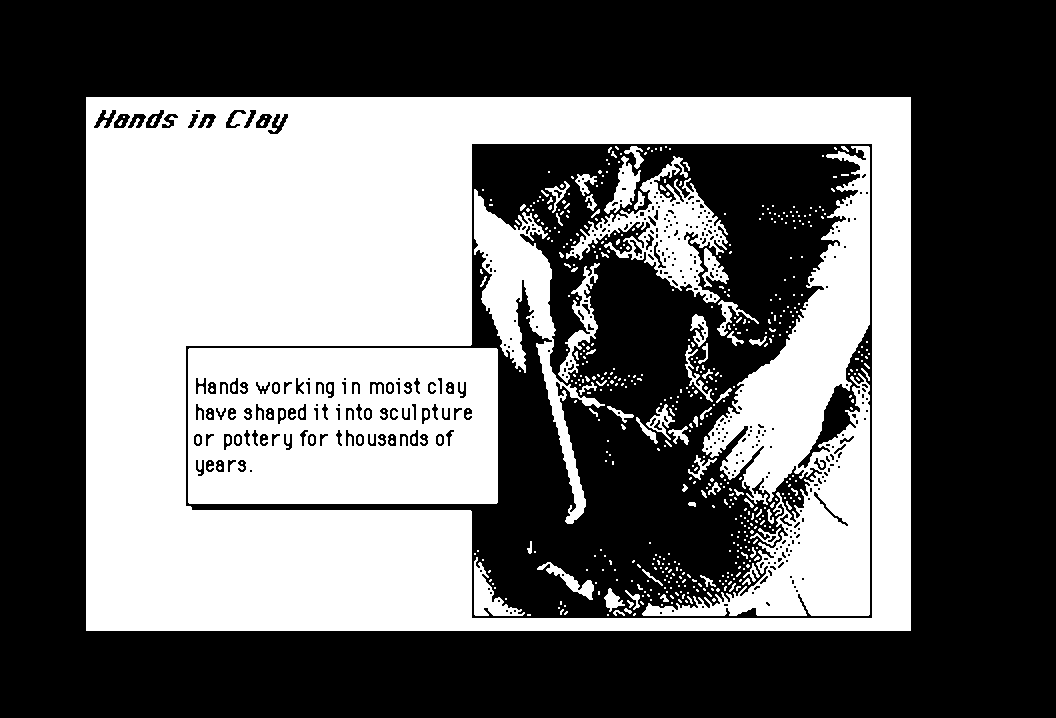 Hands in Clay
Hands working in moist clay
have shaped it into sculpture
or pottery for thousands of
years.